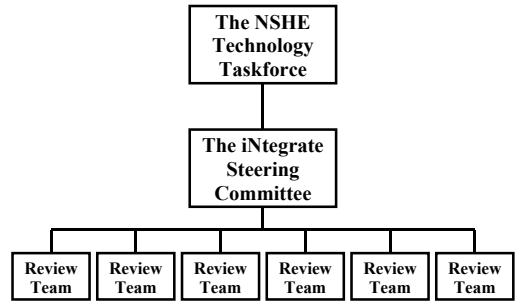 The NSHE
Technology
Taskforce
The iNtegrate
Steering
Committee
Review
Team
Review
Team
Review
Team
Review
Team
Review
Team
Review
Team